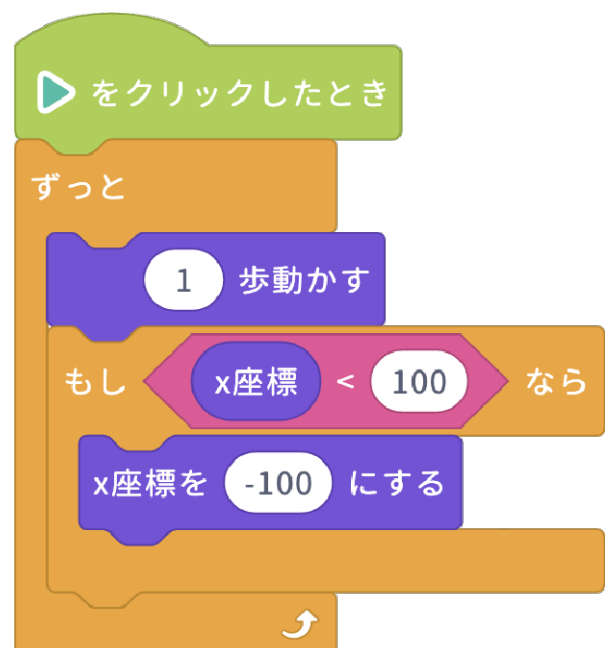 をクリックしたとき
ずっと
1 歩動かす
もし x座標 < 100 なら
x座標を -100 にする